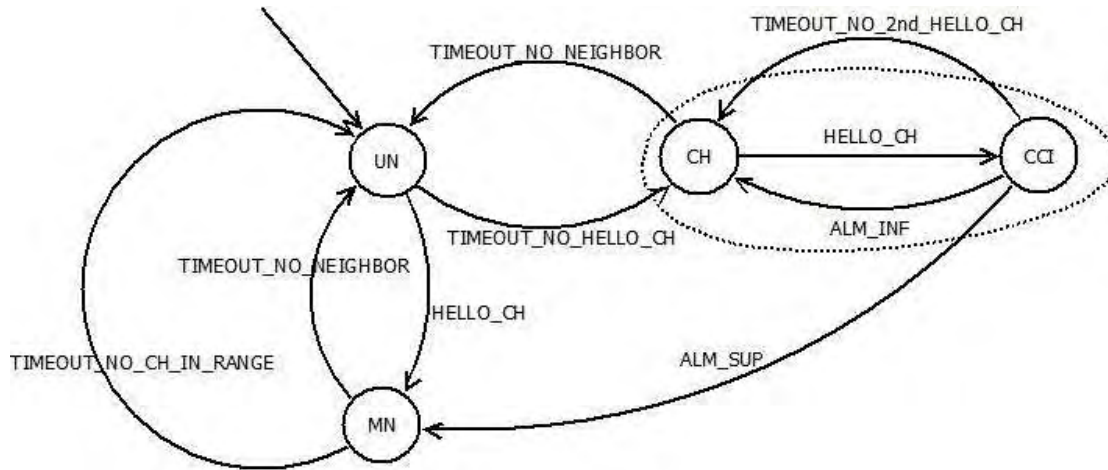 TIMEOUT_NO_2nd_HELLO_CH
TIMEOUT_NO_NEIGHBOR
HELLO_CH
UN
CH
CCI
ALM_INF
TIMEOUT_NO_HELLO_CH
TIMEOUT_NO_NEIGHBOR
HELLO_CH
TIMEOUT_NO_CH_IN_RANGE
ALM_SUP
MN